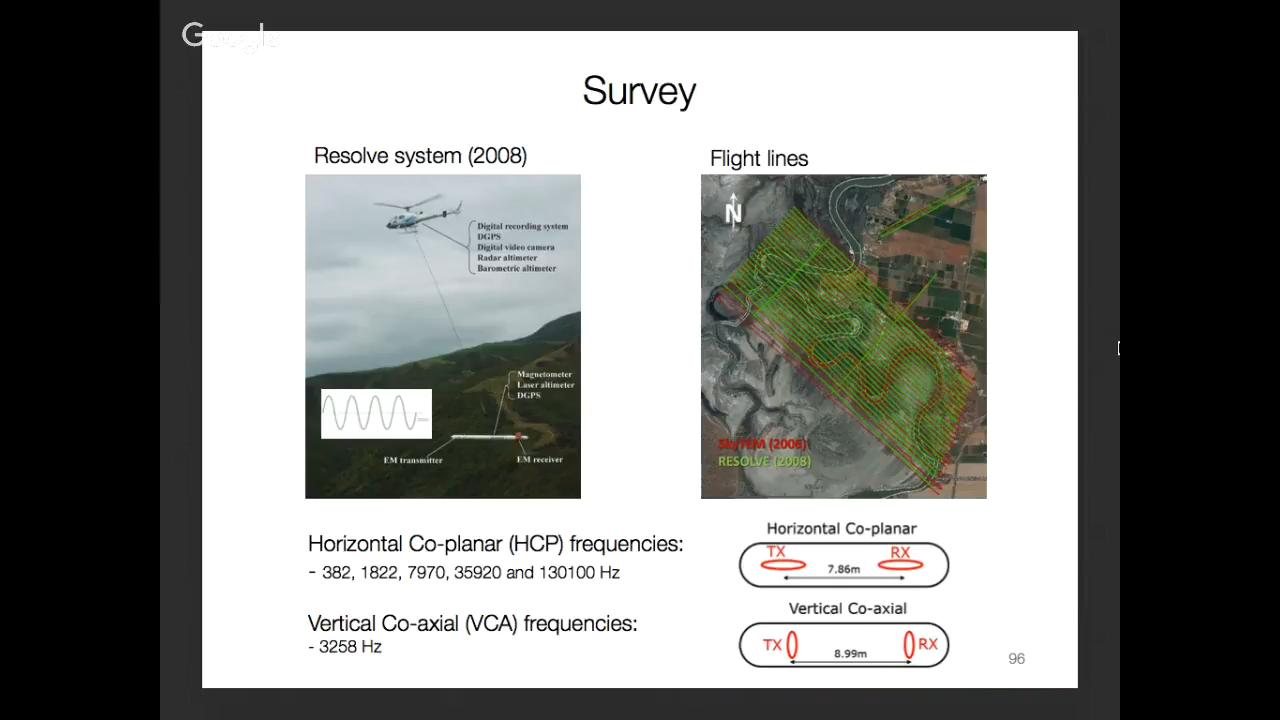 Google
Survey
Resolve system (2008)
Flight lines
Digital recording system
DGPS
Digital video camera
Radar altimeter
Barometric altimeter
Magnetometer
Laser altimeter
DGPS
EM transmitter
EM receiver
N
SkyTEM (2006)
RESOLVE (2008)
Horizontal Co-planar (HCP) frequencies:
- 382, 1822, 7970, 35920 and 130100 Hz
Vertical Co-axial (VCA) frequencies:
- 3258 Hz
Horizontal Co-planar
TX RX
7.86m
Vertical Co-axial
TX RX
8.99m
96